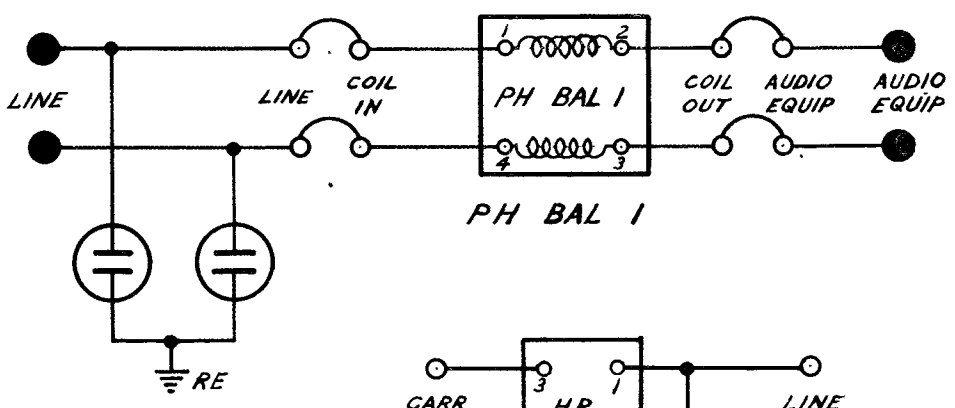 1 2
LINE
LINE
COIL
IN
PH BAL 1
COIL
OUT
AUDIO
EQUIP
AUDIO
EQUIP
4 3
PH BAL 1
RE
3 1
CARR
H.P.
LINE